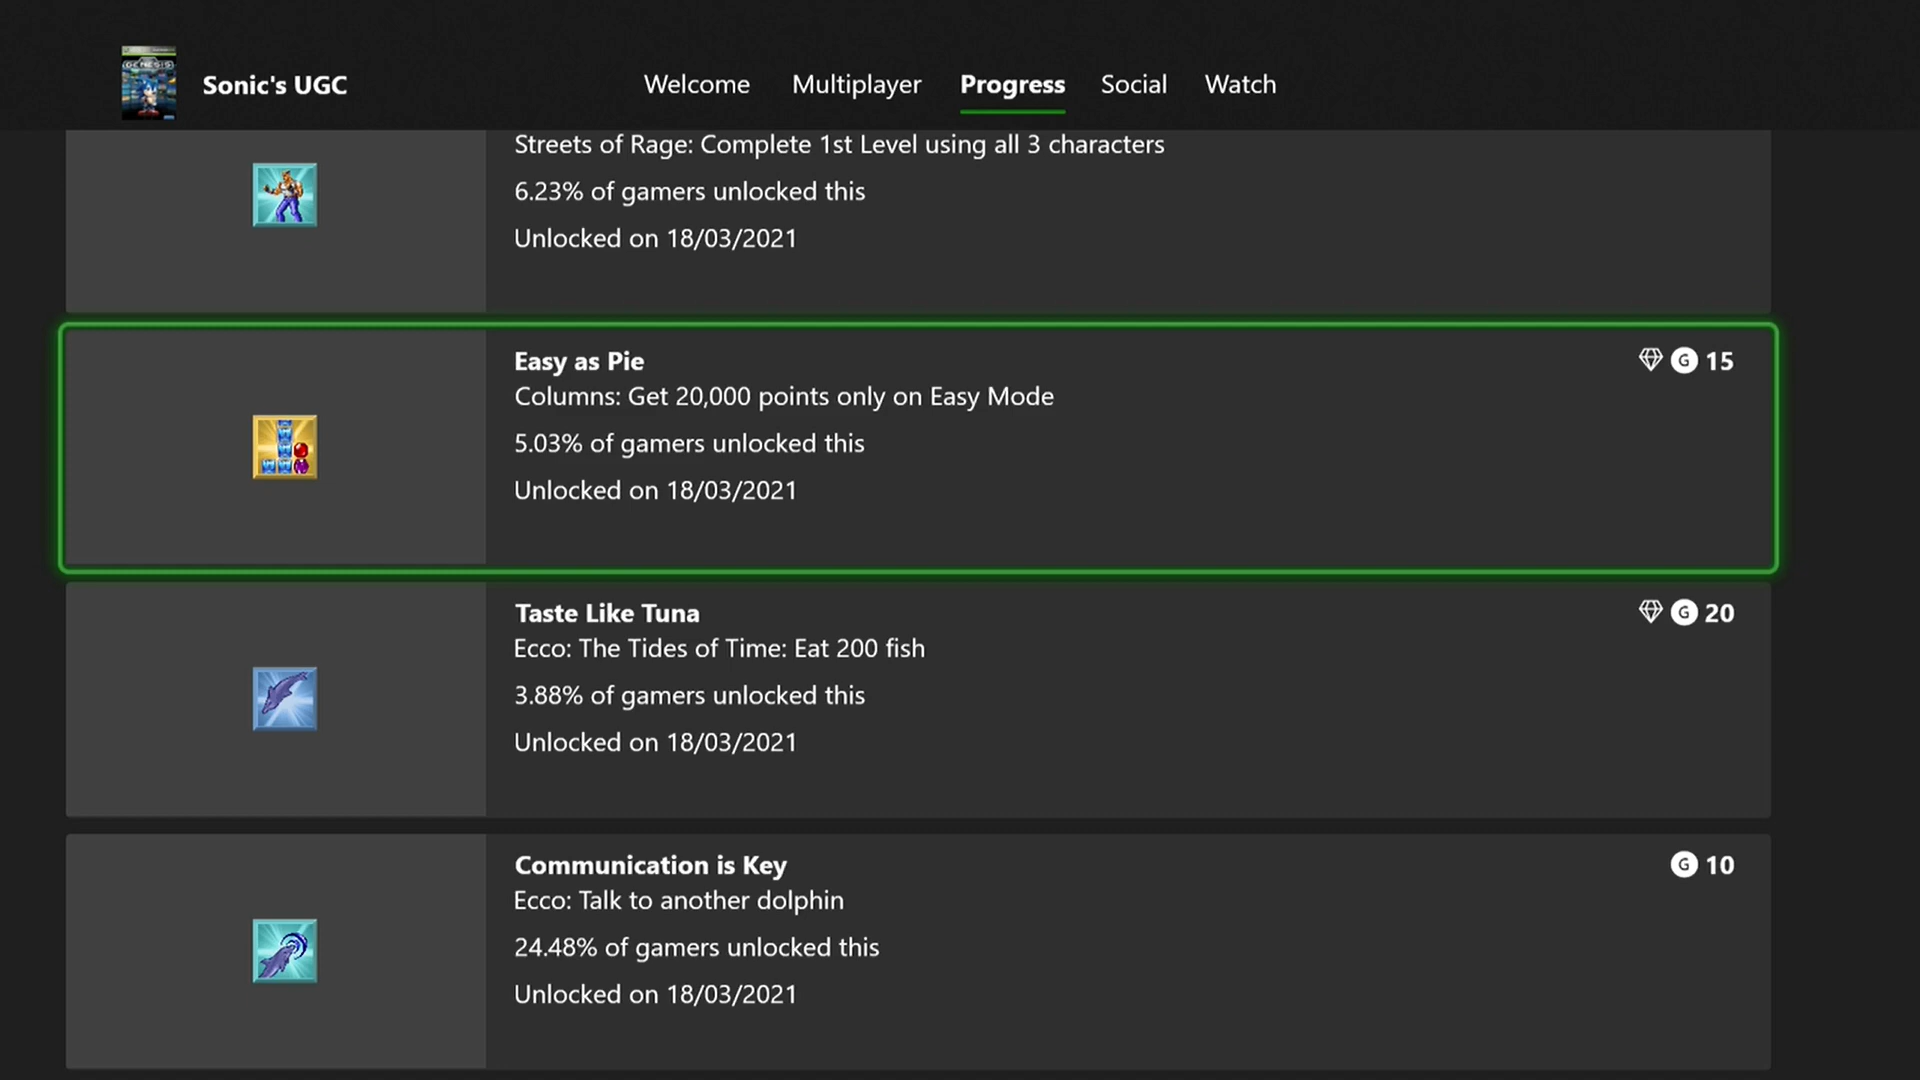 GENESIS
Sonic's UGC
Welcome
Multiplayer
Progress
Social
Watch
Streets of Rage: Complete 1st Level using all 3 characters
6.23% of gamers unlocked this
Unlocked on 18/03/2021
Easy as Pie
G 15
Columns: Get 20,000 points only on Easy Mode
5.03% of gamers unlocked this
Unlocked on 18/03/2021
Taste Like Tuna
G 20
Ecco: The Tides of Time: Eat 200 fish
3.88% of gamers unlocked this
Unlocked on 18/03/2021
Communication is Key
G 10
Ecco: Talk to another dolphin
24.48% of gamers unlocked this
Unlocked on 18/03/2021